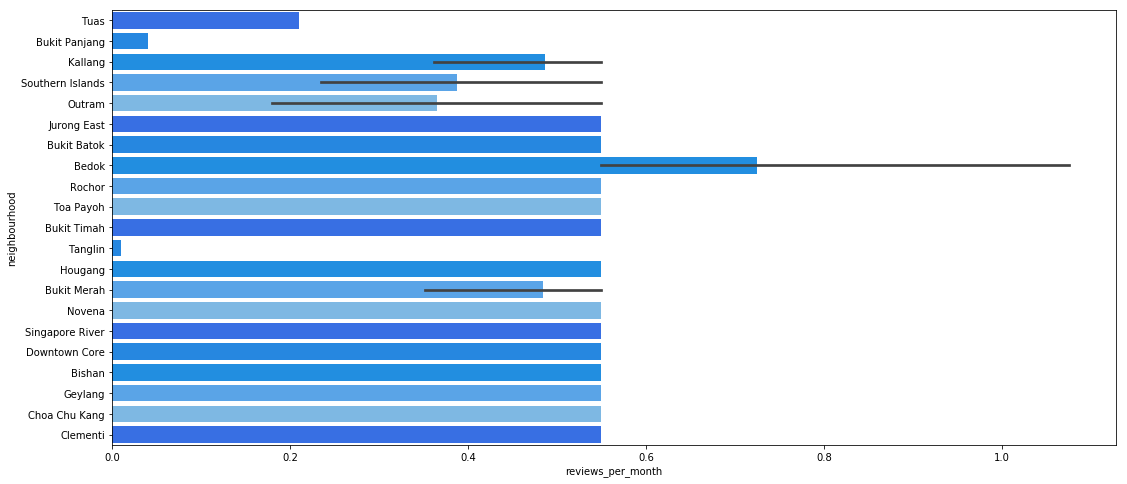 Tuas
Bukit Panjang
Kallang
Southern Islands
Outram
Jurong East
Bukit Batok
Bedok
Rochor
Toa Payoh
Bukit Timah
Tanglin
Hougang
Bukit Merah
Novena
Singapore River
Downtown Core
Bishan
Geylang
Choa Chu Kang
Clementi
neighbourhood
0.0 0.2 0.4 0.6 0.8 1.0
reviews_per_month